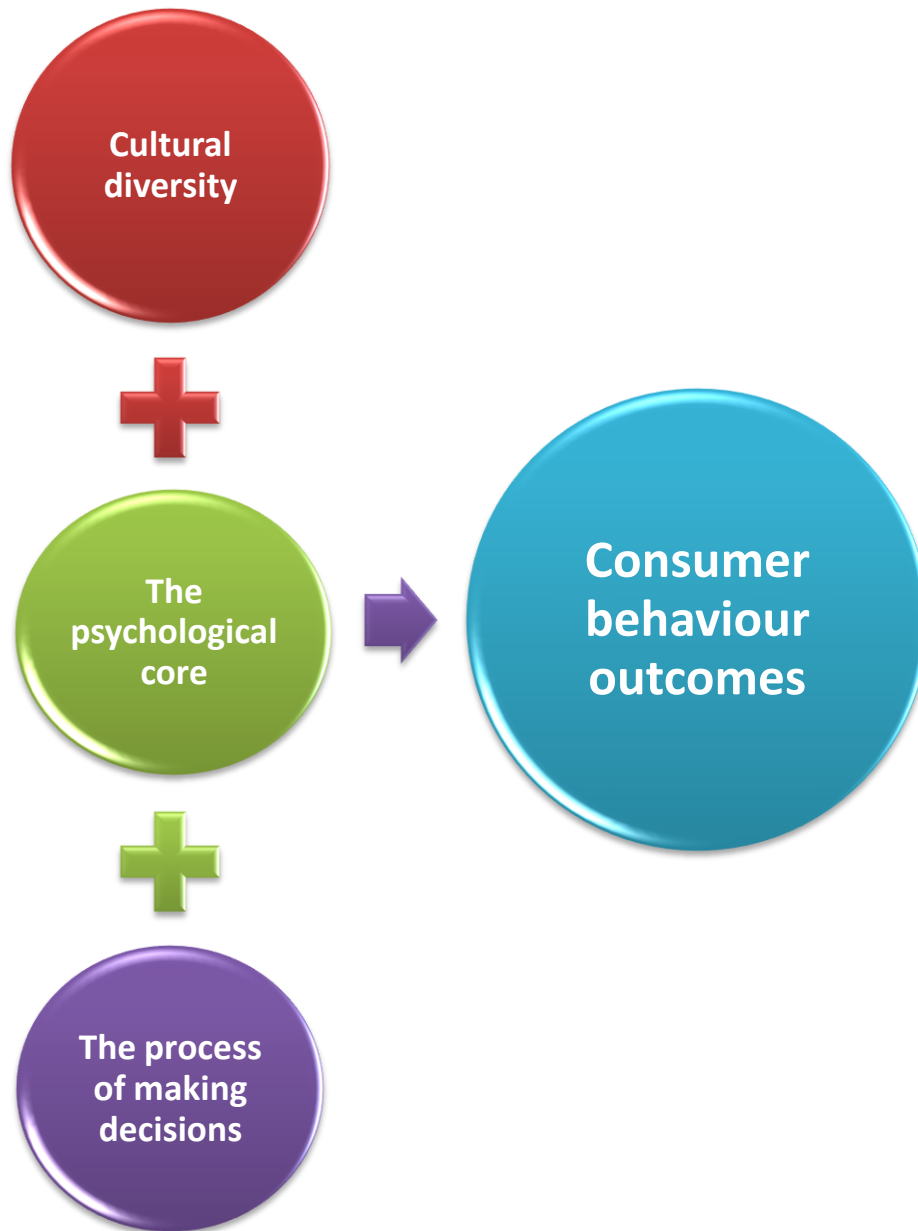 Cultural
diversity
The
psychological
core
Consumer
behaviour
outcomes
The process
of making
decisions